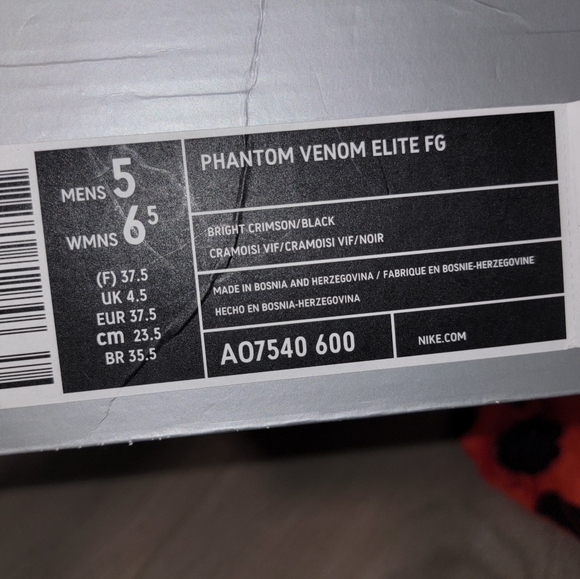 MENS 5
WMNS 6.5
(F) 37.5
UK 4.5
EUR 37.5
cm 23.5
BR 35.5
PHANTOM VENOM ELITE FG
BRIGHT CRIMSON/BLACK
CRAMOISI VIF/CRAMOISI VIF/NOIR
MADE IN BOSNIA AND HERZEGOVINA / FABRIQUE EN BOSNIE-HERZEGOVINE
HECHO EN BOSNIA-HERZEGOVINA
AO7540 600
NIKE.COM